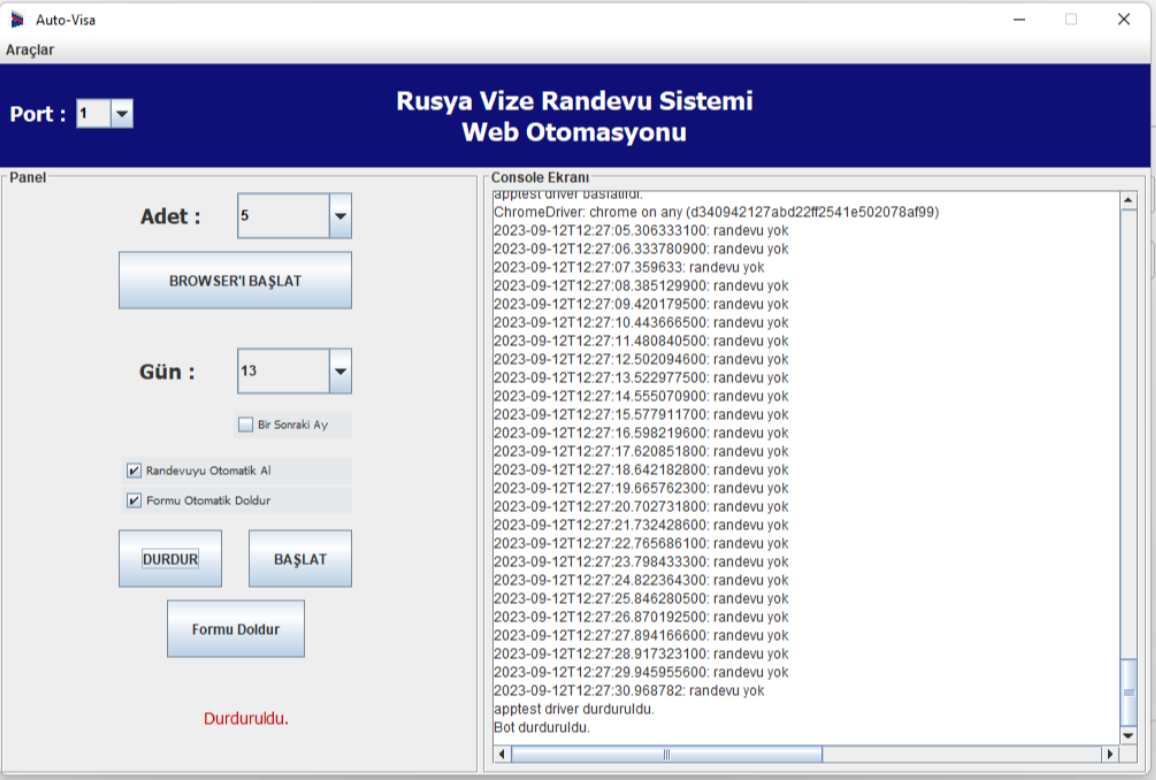 Auto-Visa
Araçlar
Port :
1
Rusya Vize Randevu Sistemi
Web Otomasyonu
Panel
Adet :
5
BROWSER'I BAŞLAT
Gün :
13
Bir Sonraki Ay
Randevuyu Otomatik Al
Formu Otomatik Doldur
DURDUR
BAŞLAT
Formu Doldur
Durduruldu.
Console Ekranı
apptest driver başlatıldı.
ChromeDriver: chrome on any (d340942127abd22ff2541e502078af99)
2023-09-12T12:27:05.306333100: randevu yok
2023-09-12T12:27:06.333780900: randevu yok
2023-09-12T12:27:07.359633: randevu yok
2023-09-12T12:27:08.385129900: randevu yok
2023-09-12T12:27:09.420179500: randevu yok
2023-09-12T12:27:10.443666500: randevu yok
2023-09-12T12:27:11.480840500: randevu yok
2023-09-12T12:27:12.502094600: randevu yok
2023-09-12T12:27:13.522977500: randevu yok
2023-09-12T12:27:14.555070900: randevu yok
2023-09-12T12:27:15.577911700: randevu yok
2023-09-12T12:27:16.598219600: randevu yok
2023-09-12T12:27:17.620851800: randevu yok
2023-09-12T12:27:18.642182800: randevu yok
2023-09-12T12:27:19.665762300: randevu yok
2023-09-12T12:27:20.702731800: randevu yok
2023-09-12T12:27:21.732428600: randevu yok
2023-09-12T12:27:22.765686100: randevu yok
2023-09-12T12:27:23.798433300: randevu yok
2023-09-12T12:27:24.822364300: randevu yok
2023-09-12T12:27:25.846280500: randevu yok
2023-09-12T12:27:26.870192500: randevu yok
2023-09-12T12:27:27.894166600: randevu yok
2023-09-12T12:27:28.917323100: randevu yok
2023-09-12T12:27:29.945955600: randevu yok
2023-09-12T12:27:30.968782: randevu yok
apptest driver durduruldu.
Bot durduruldu.